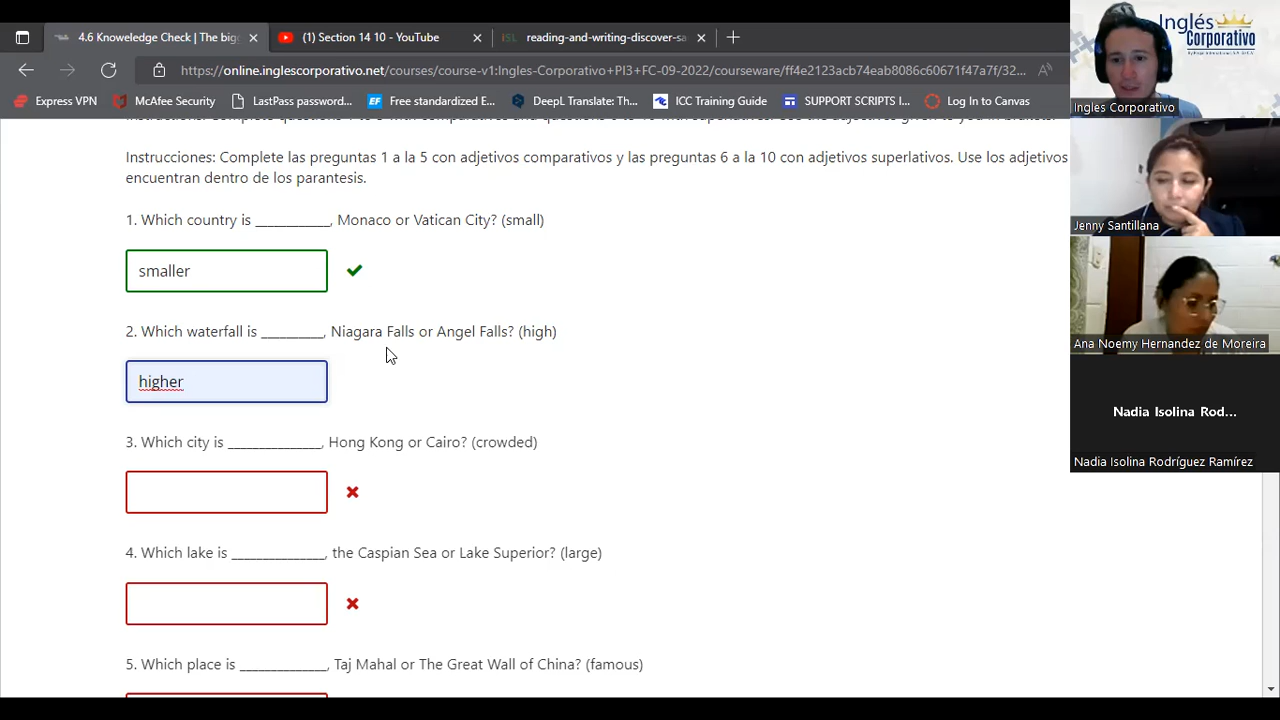 4.6 Knoweledge Check | The big
(1) Section 14 10 - YouTube
reading-and-writing-discover-sa
https://online.inglescorporativo.net/courses/course-v1:Ingles-Corporativo+PI3+FC-09-2022/courseware/ff4e2123acb74eab8086c60671f47a7f/32...
Express VPN
McAfee Security
LastPass password...
Free standardized E...
DeepL Translate: Th...
ICC Training Guide
SUPPORT SCRIPTS I...
Log In to Canvas
Instrucciones: Complete las preguntas 1 a la 5 con adjetivos comparativos y las preguntas 6 a la 10 con adjetivos superlativos. Use los adjetivos
encuentran dentro de los parantesis.
1. Which country is ____________, Monaco or Vatican City? (small)
smaller
2. Which waterfall is __________, Niagara Falls or Angel Falls? (high)
higher
3. Which city is _______________, Hong Kong or Cairo? (crowded)
4. Which lake is _______________, the Caspian Sea or Lake Superior? (large)
5. Which place is ______________, Taj Mahal or The Great Wall of China? (famous)
Inglés
Corporativo
Ingles Corporativo
Jenny Santillana
Ana Noemy Hernandez de Moreira
Nadia Isolina Rod...
Nadia Isolina Rodríguez Ramírez